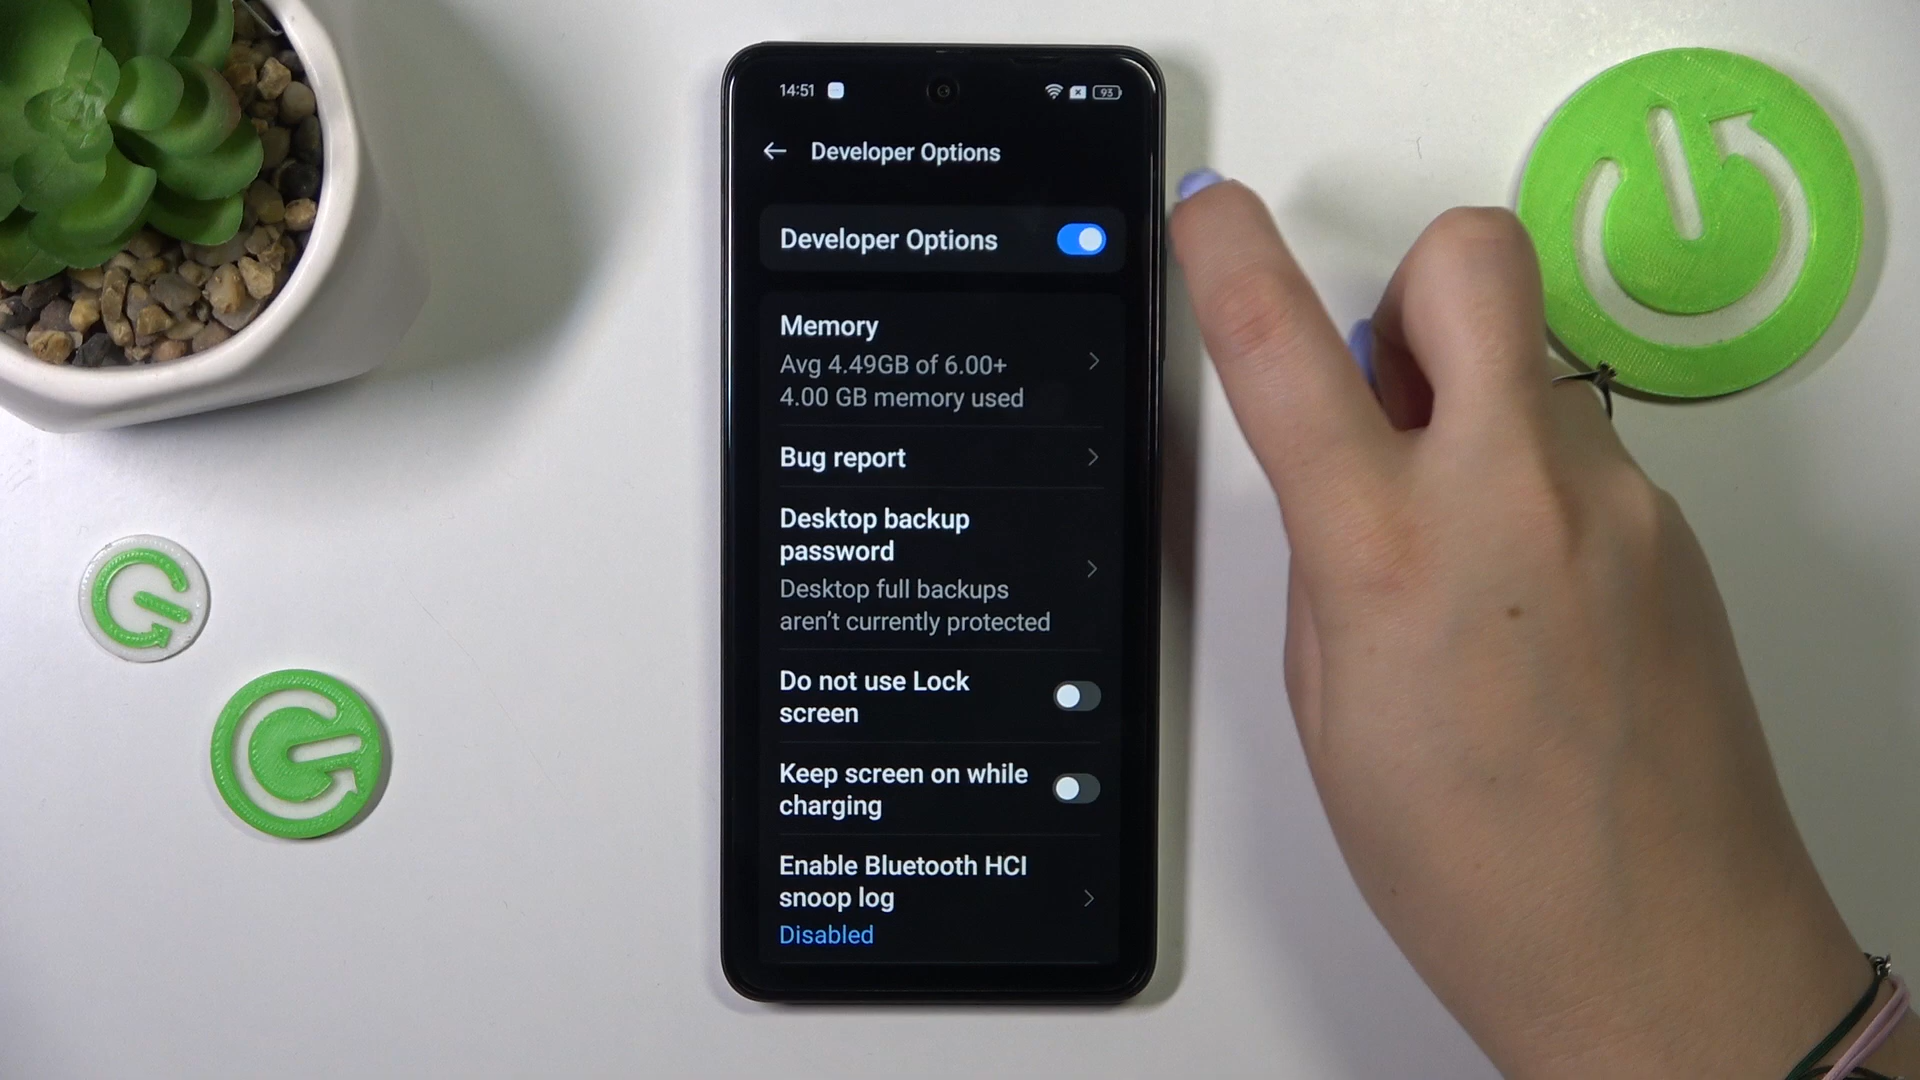 14:51
93
Developer Options
Developer Options
Memory
Avg 4.49GB of 6.00+
4.00 GB memory used
Bug report
Desktop backup
password
Desktop full backups
aren't currently protected
Do not use Lock
screen
Keep screen on while
charging
Enable Bluetooth HCI
snoop log
Disabled